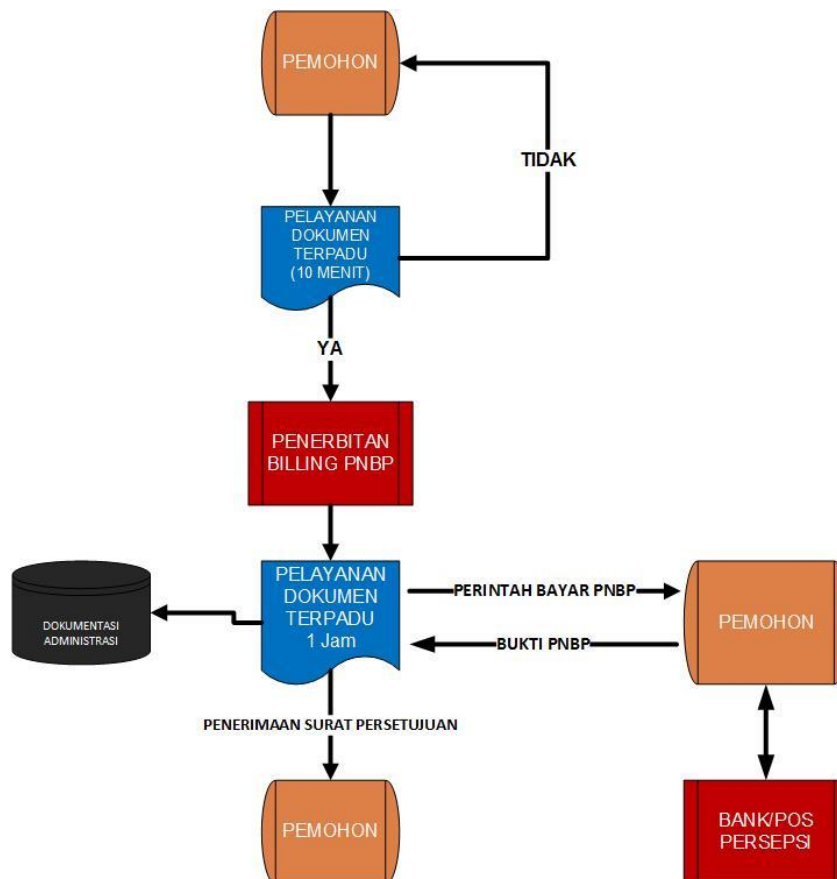 PEMOHON
TIDAK
PELAYANAN
DOKUMEN
TERPADU
(10 MENIT)
YA
PENERBITAN
BILLING PNBP
DOKUMENTASI
ADMINISTRASI
PELAYANAN
DOKUMEN
TERPADU
1 Jam
PERINTAH BAYAR PNBP
BUKTI PNBP
PEMOHON
PENERIMAAN SURAT PERSETUJUAN
PEMOHON
BANK/POS
PERSEPSI